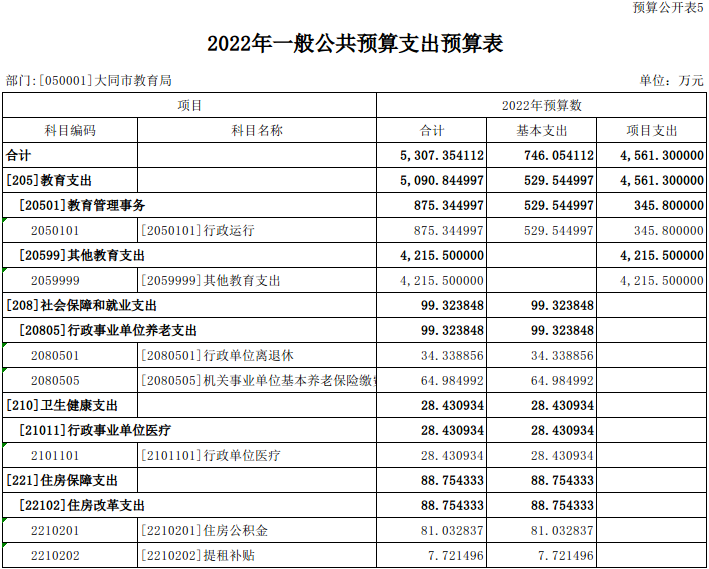 预算公开表5
2022年一般公共预算支出预算表
部门:[050001]大同市教育局 单位：万元
项目 2022年预算数
科目编码 科目名称 合计 基本支出 项目支出
合计 5,307.354112 746.054112 4,561.300000
[205]教育支出 5,090.844997 529.544997 4,561.300000
[20501]教育管理事务 875.344997 529.544997 345.800000
2050101 [2050101]行政运行 875.344997 529.544997 345.800000
[20599]其他教育支出 4,215.500000 4,215.500000
2059999 [2059999]其他教育支出 4,215.500000 4,215.500000
[208]社会保障和就业支出 99.323848 99.323848
[20805]行政事业单位养老支出 99.323848 99.323848
2080501 [2080501]行政单位离退休 34.338856 34.338856
2080505 [2080505]机关事业单位基本养老保险缴 64.984992 64.984992
[210]卫生健康支出 28.430934 28.430934
[21011]行政事业单位医疗 28.430934 28.430934
2101101 [2101101]行政单位医疗 28.430934 28.430934
[221]住房保障支出 88.754333 88.754333
[22102]住房改革支出 88.754333 88.754333
2210201 [2210201]住房公积金 81.032837 81.032837
2210202 [2210202]提租补贴 7.721496 7.721496